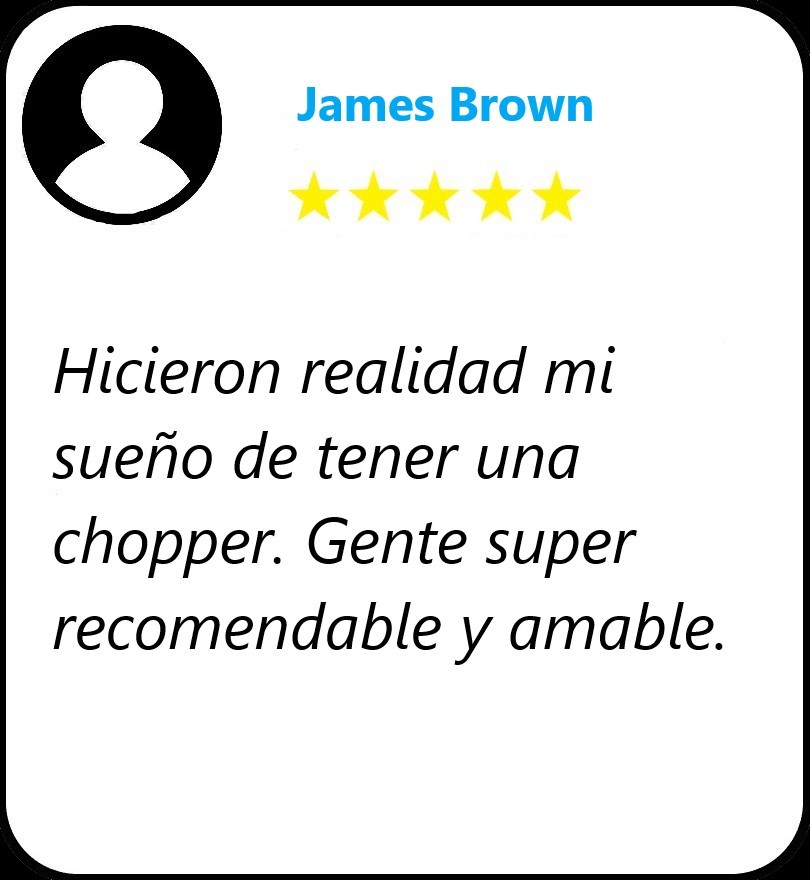 James Brown
Hicieron realidad mi
sueño de tener una
chopper. Gente super
recomendable y amable.